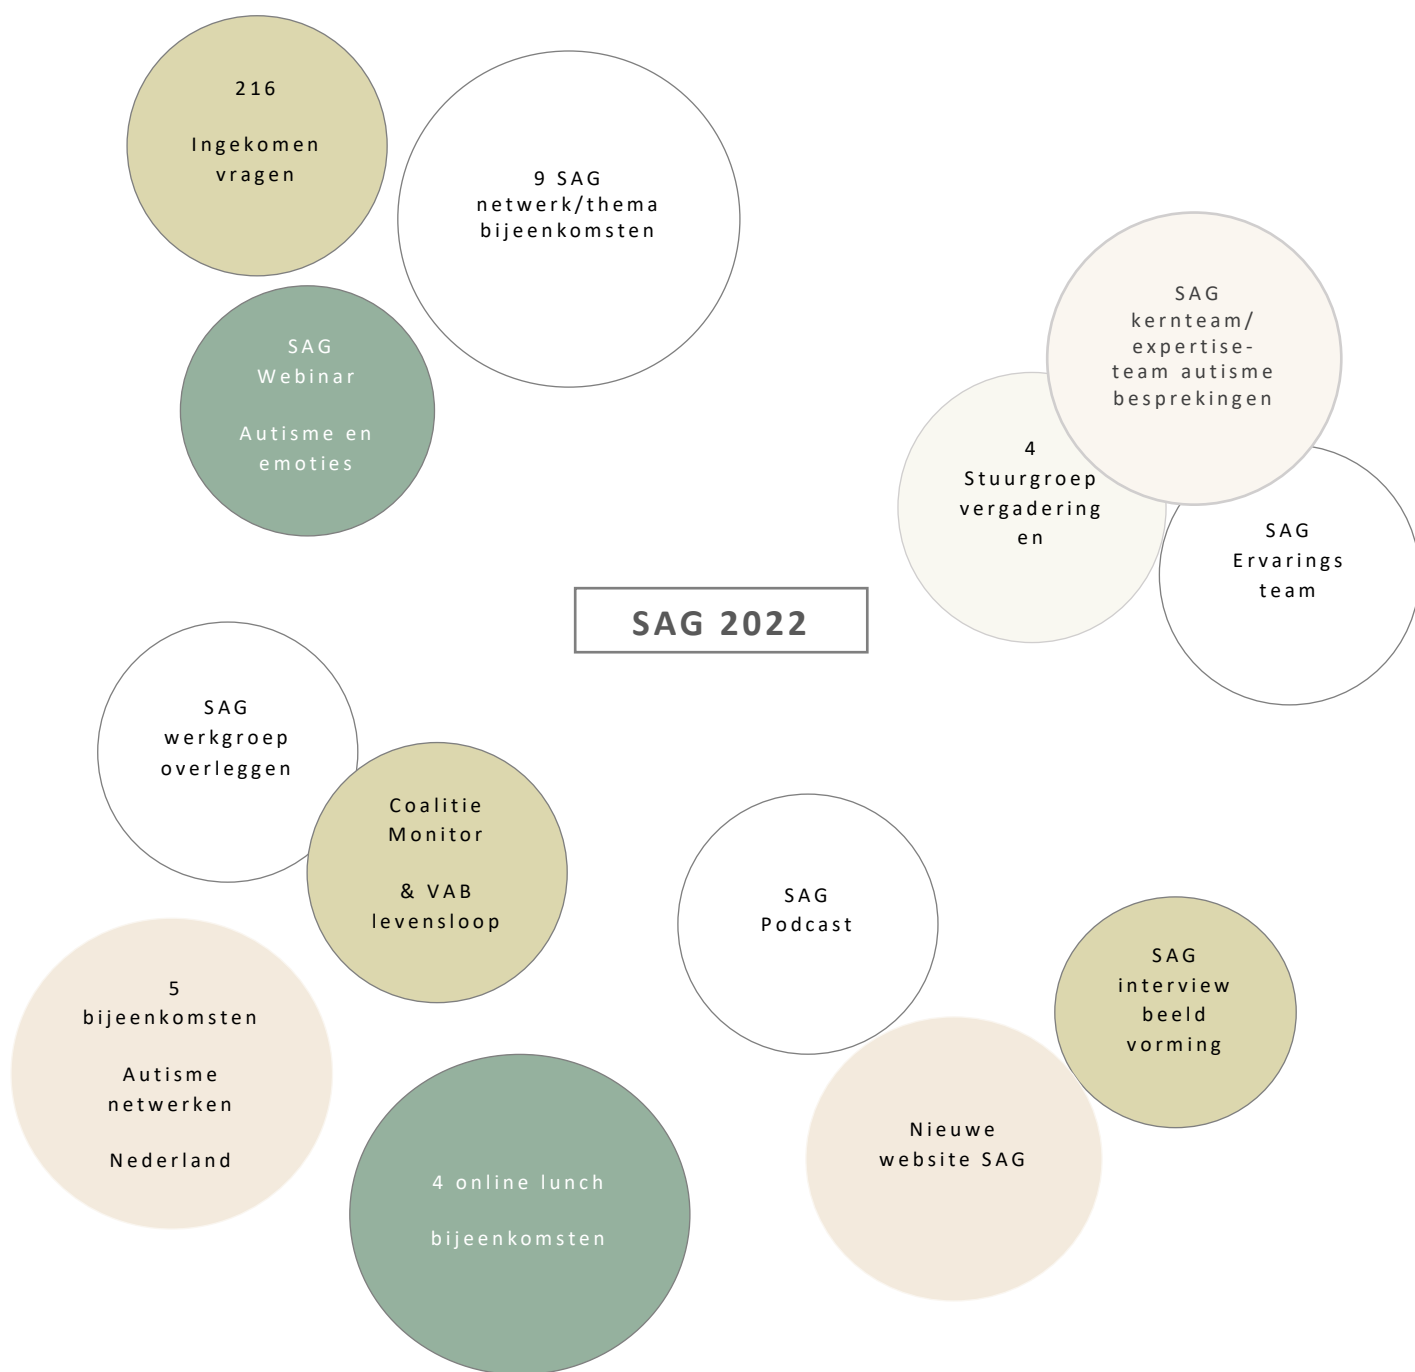 216
Ingekomen
vragen
9 SAG
netwerk/thema
bijeenkomsten
SAG
Webinar
Autisme en
emoties
SAG
kernteam/
expertise-
team autisme
besprekingen
4
Stuurgroep
vergadering
en
SAG
Ervarings
team
SAG 2022
SAG
werkgroep
overleggen
Coalitie
Monitor
& VAB
levensloop
SAG
Podcast
SAG
interview
beeld
vorming
5
bijeenkomsten
Autisme
netwerken
Nederland
Nieuwe
website SAG
4 online lunch
bijeenkomsten